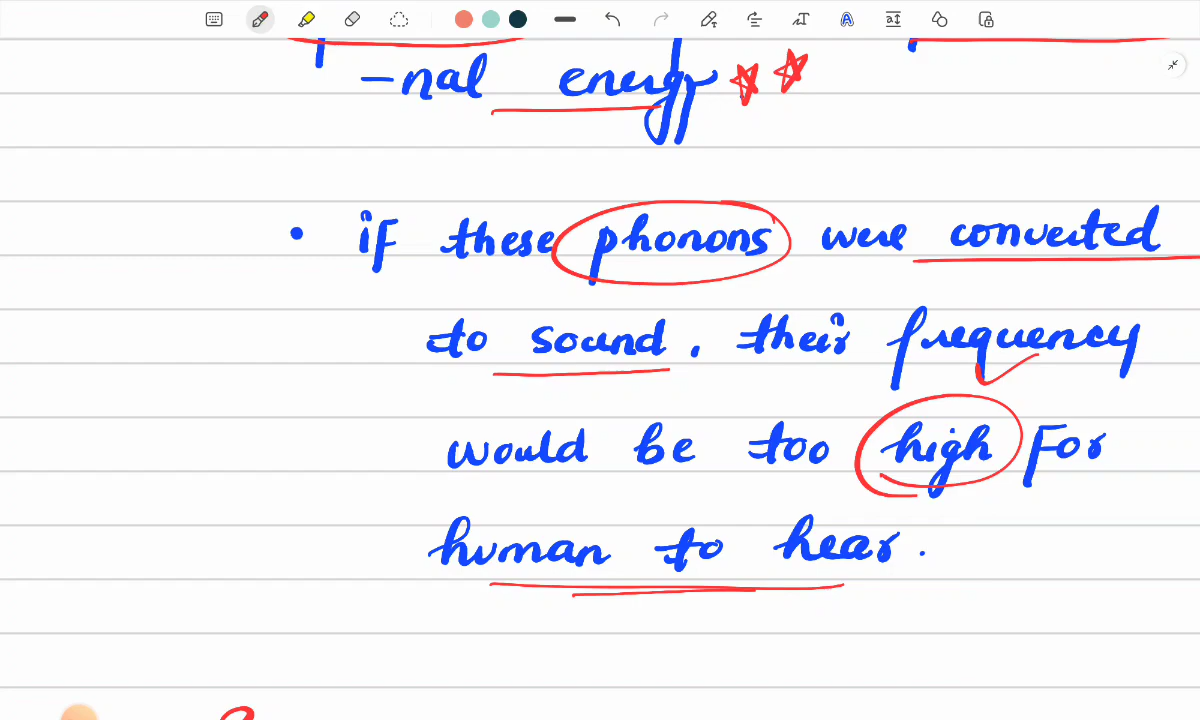 -nal energy
• if these phonons were converted
to sound, their frequency
would be too high for
human to hear.